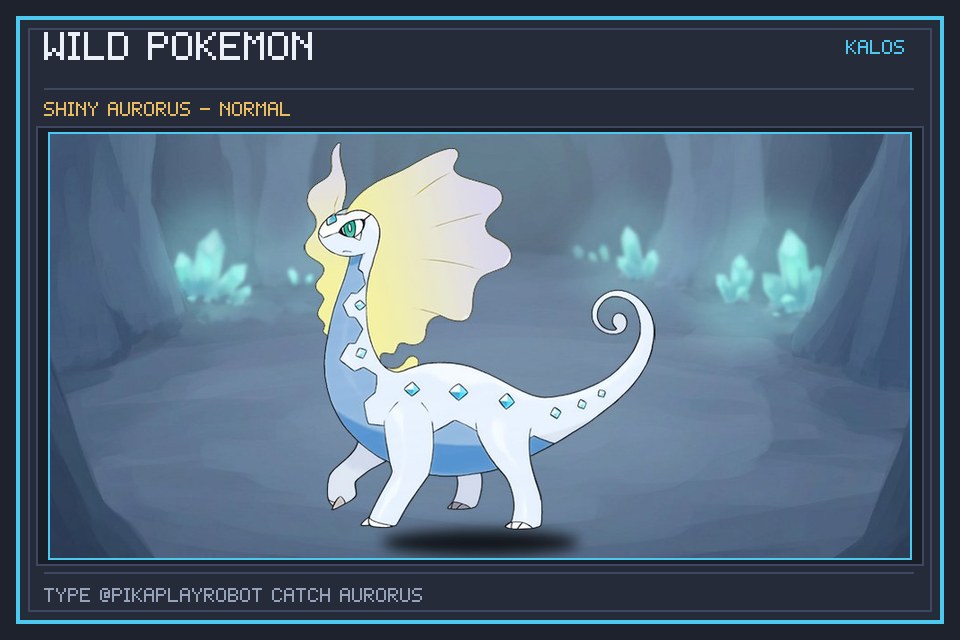 WILD POKEMON
KALOS
SHINY AURORUS - NORMAL
TYPE @PIKAPLAYROBOT CATCH AURORUS